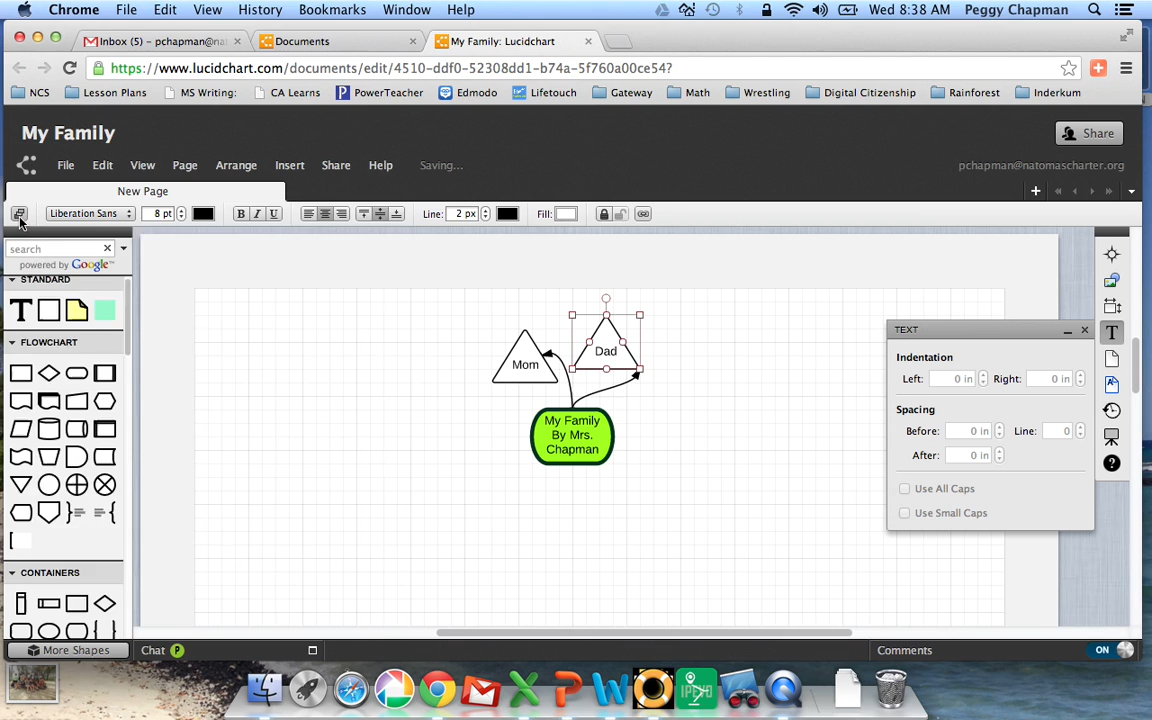 Chrome File Edit View History Bookmarks Window Help Wed 8:38 AM Peggy Chapman
Inbox (5) – pchapman@na Documents My Family: Lucidchart
https://www.lucidchart.com/documents/edit/4510-ddf0-52308dd1-b74a-5f760a00ce54?
NCS Lesson Plans MS Writing: CA Learns PowerTeacher Edmodo Lifetouch Gateway Math Wrestling Digital Citizenship Rainforest Inderkum
My Family
Share
File Edit View Page Arrange Insert Share Help Saving... pchapman@natomascharter.org
New Page
Liberation Sans 8 pt B I U Line: 2 px Fill:
search
powered by Google™
STANDARD
T
FLOWCHART
CONTAINERS
More Shapes
Mom
Dad
My Family
By Mrs.
Chapman
TEXT
Indentation
Left: 0 in Right: 0 in
Spacing
Before: 0 in Line: 0
After: 0 in
Use All Caps
Use Small Caps
T
A
?
Chat P Comments ON
IPEVO